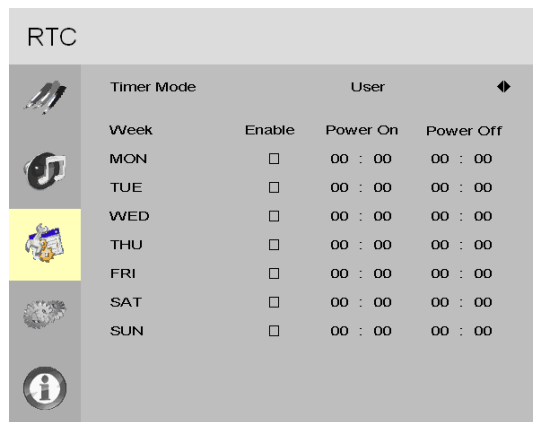 RTC
Timer Mode User
Week Enable Power On Power Off
MON 00 : 00 00 : 00
TUE 00 : 00 00 : 00
WED 00 : 00 00 : 00
THU 00 : 00 00 : 00
FRI 00 : 00 00 : 00
SAT 00 : 00 00 : 00
SUN 00 : 00 00 : 00